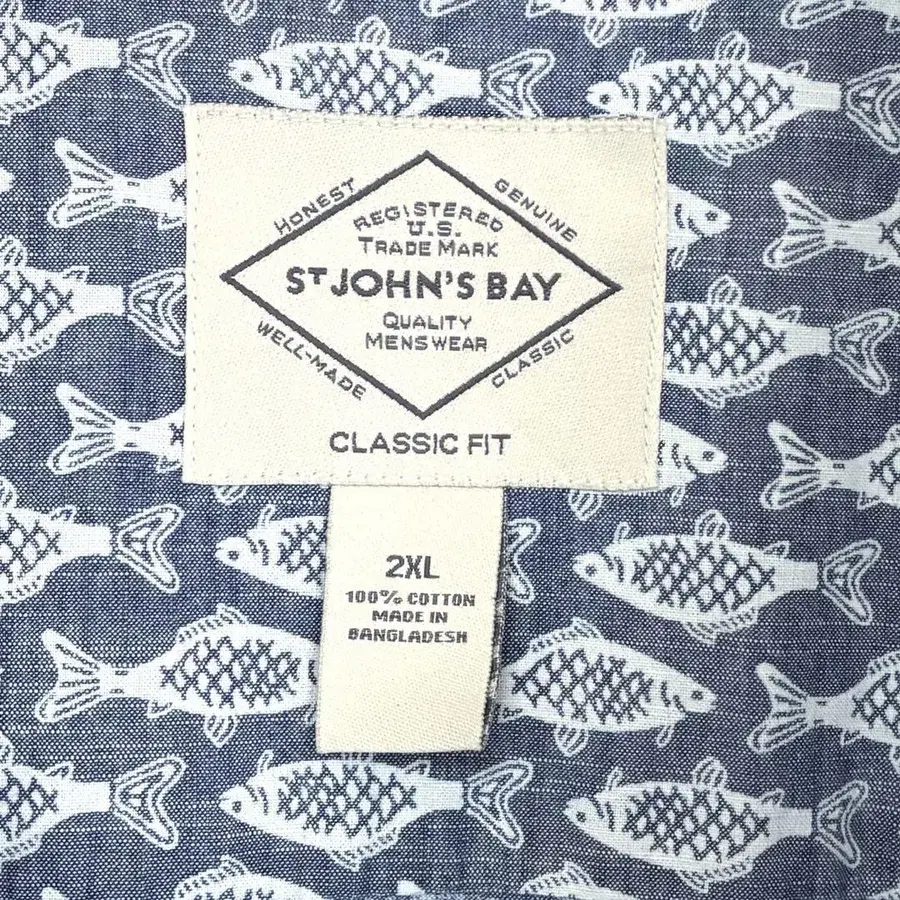 HONEST
GENUINE
REGISTERED
U.S.
TRADE MARK
ST JOHN'S BAY
QUALITY
MENSWEAR
WELL-MADE
CLASSIC
CLASSIC FIT
2XL
100% COTTON
MADE IN
BANGLADESH